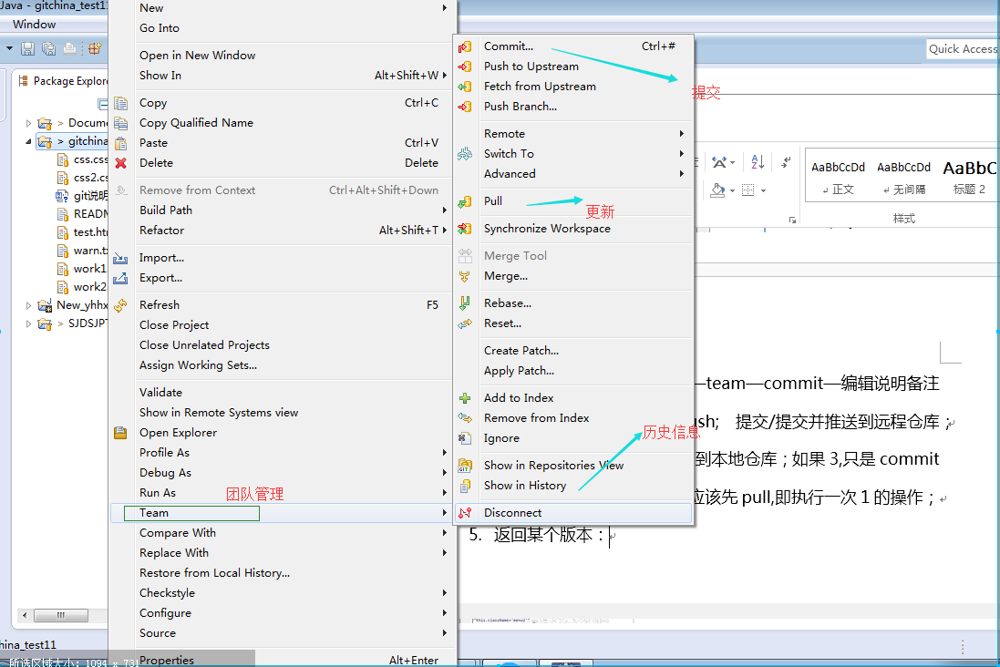 Java - gitchina_test11
Window
Quick Access
Package Explore
> Docume
> gitchina
css.css
css2.cs
git说明
READM
test.htm
warn.tx
work1
work2
New_yhhx
> SJDSJPT
New
Go Into
Open in New Window
Show In Alt+Shift+W
Copy Ctrl+C
Copy Qualified Name
Paste Ctrl+V
Delete Delete
Remove from Context Ctrl+Alt+Shift+Down
Build Path
Refactor Alt+Shift+T
Import...
Export...
Refresh F5
Close Project
Close Unrelated Projects
Assign Working Sets...
Validate
Show in Remote Systems view
Open Explorer
Profile As
Debug As
Run As
团队管理
Team
Compare With
Replace With
Restore from Local History...
Checkstyle
Configure
Source
Properties Alt+Enter
Commit... Ctrl+#
提交
Push to Upstream
Fetch from Upstream
Push Branch...
Remote
Switch To
Advanced
Pull
更新
Synchronize Workspace
Merge Tool
Merge...
Rebase...
Reset...
Create Patch...
Apply Patch...
Add to Index
Remove from Index
历史信息
Ignore
Show in Repositories View
Show in History
Disconnect
AaBbCcDd AaBbCcDd AaBbC
正文 无间隔 标题 2
样式
—team—commit—编辑说明备注
ush; 提交/提交并推送到远程仓库；
到本地仓库；如果 3,只是 commit
应该先 pull,即执行一次 1 的操作；
5. 返回某个版本：
hina_test11
所选区域大小：1094 x 731